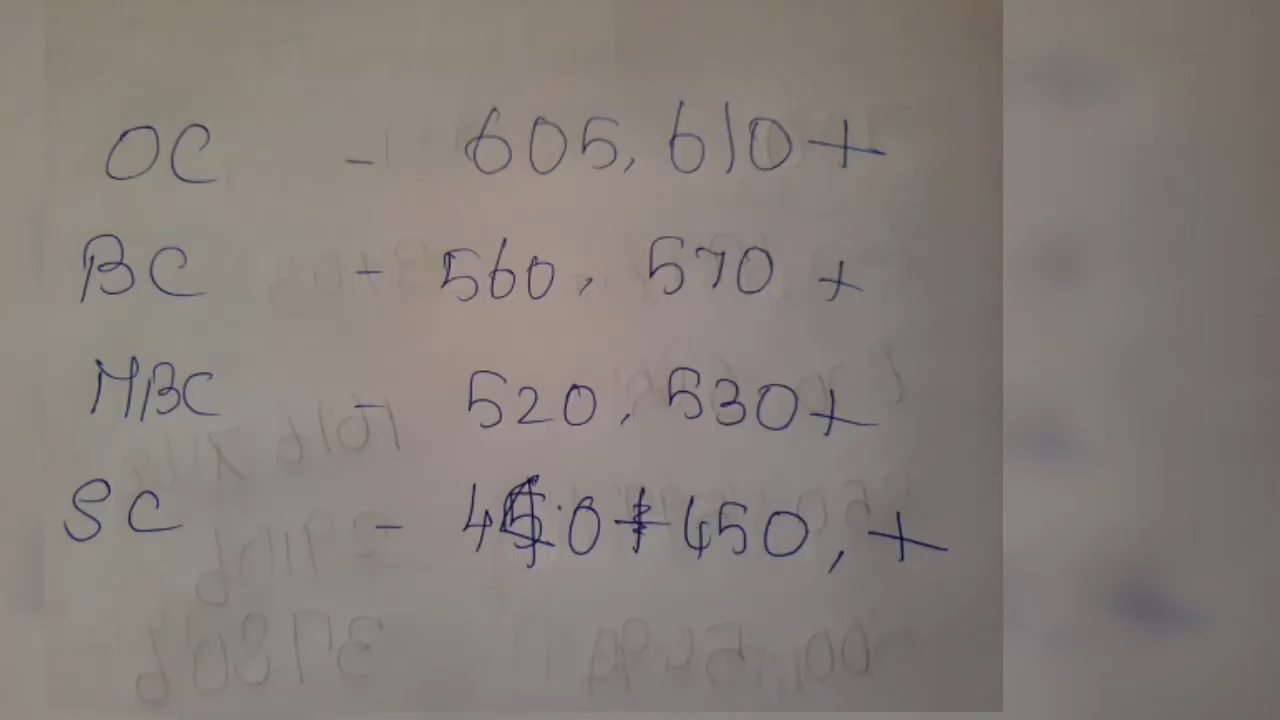 OC - 605, 610+
BC - 560, 570 +
MBC - 520, 530+
SC - 440 + 450, +